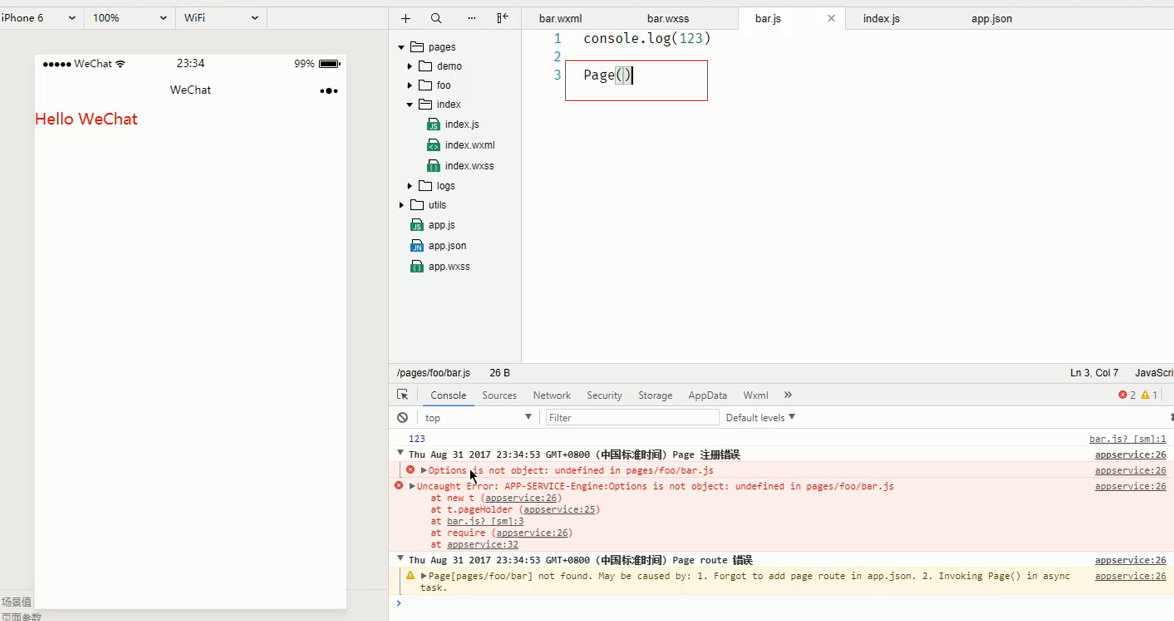 iPhone 6 100% WiFi
●●●●● WeChat 23:34 99%
WeChat
Hello WeChat
场景值
页面参数
pages
demo
foo
index
index.js
index.wxml
index.wxss
logs
utils
app.js
app.json
app.wxss
bar.wxml bar.wxss bar.js index.js app.json
1 console.log(123)
2
3 Page()
/pages/foo/bar.js 26 B Ln 3, Col 7 JavaScri
Console Sources Network Security Storage AppData Wxml » 2 1
top Filter Default levels
123 bar.js? [sm]:1
Thu Aug 31 2017 23:34:53 GMT+0800 (中国标准时间) Page 注册错误 appservice:26
Options is not object: undefined in pages/foo/bar.js appservice:26
Uncaught Error: APP-SERVICE-Engine:Options is not object: undefined in pages/foo/bar.js appservice:26
at new t (appservice:26)
at t.pageHolder (appservice:25)
at bar.js? [sm]:3
at require (appservice:26)
at appservice:32
Thu Aug 31 2017 23:34:53 GMT+0800 (中国标准时间) Page route 错误 appservice:26
Page[pages/foo/bar] not found. May be caused by: 1. Forgot to add page route in app.json. 2. Invoking Page() in async appservice:26
task.